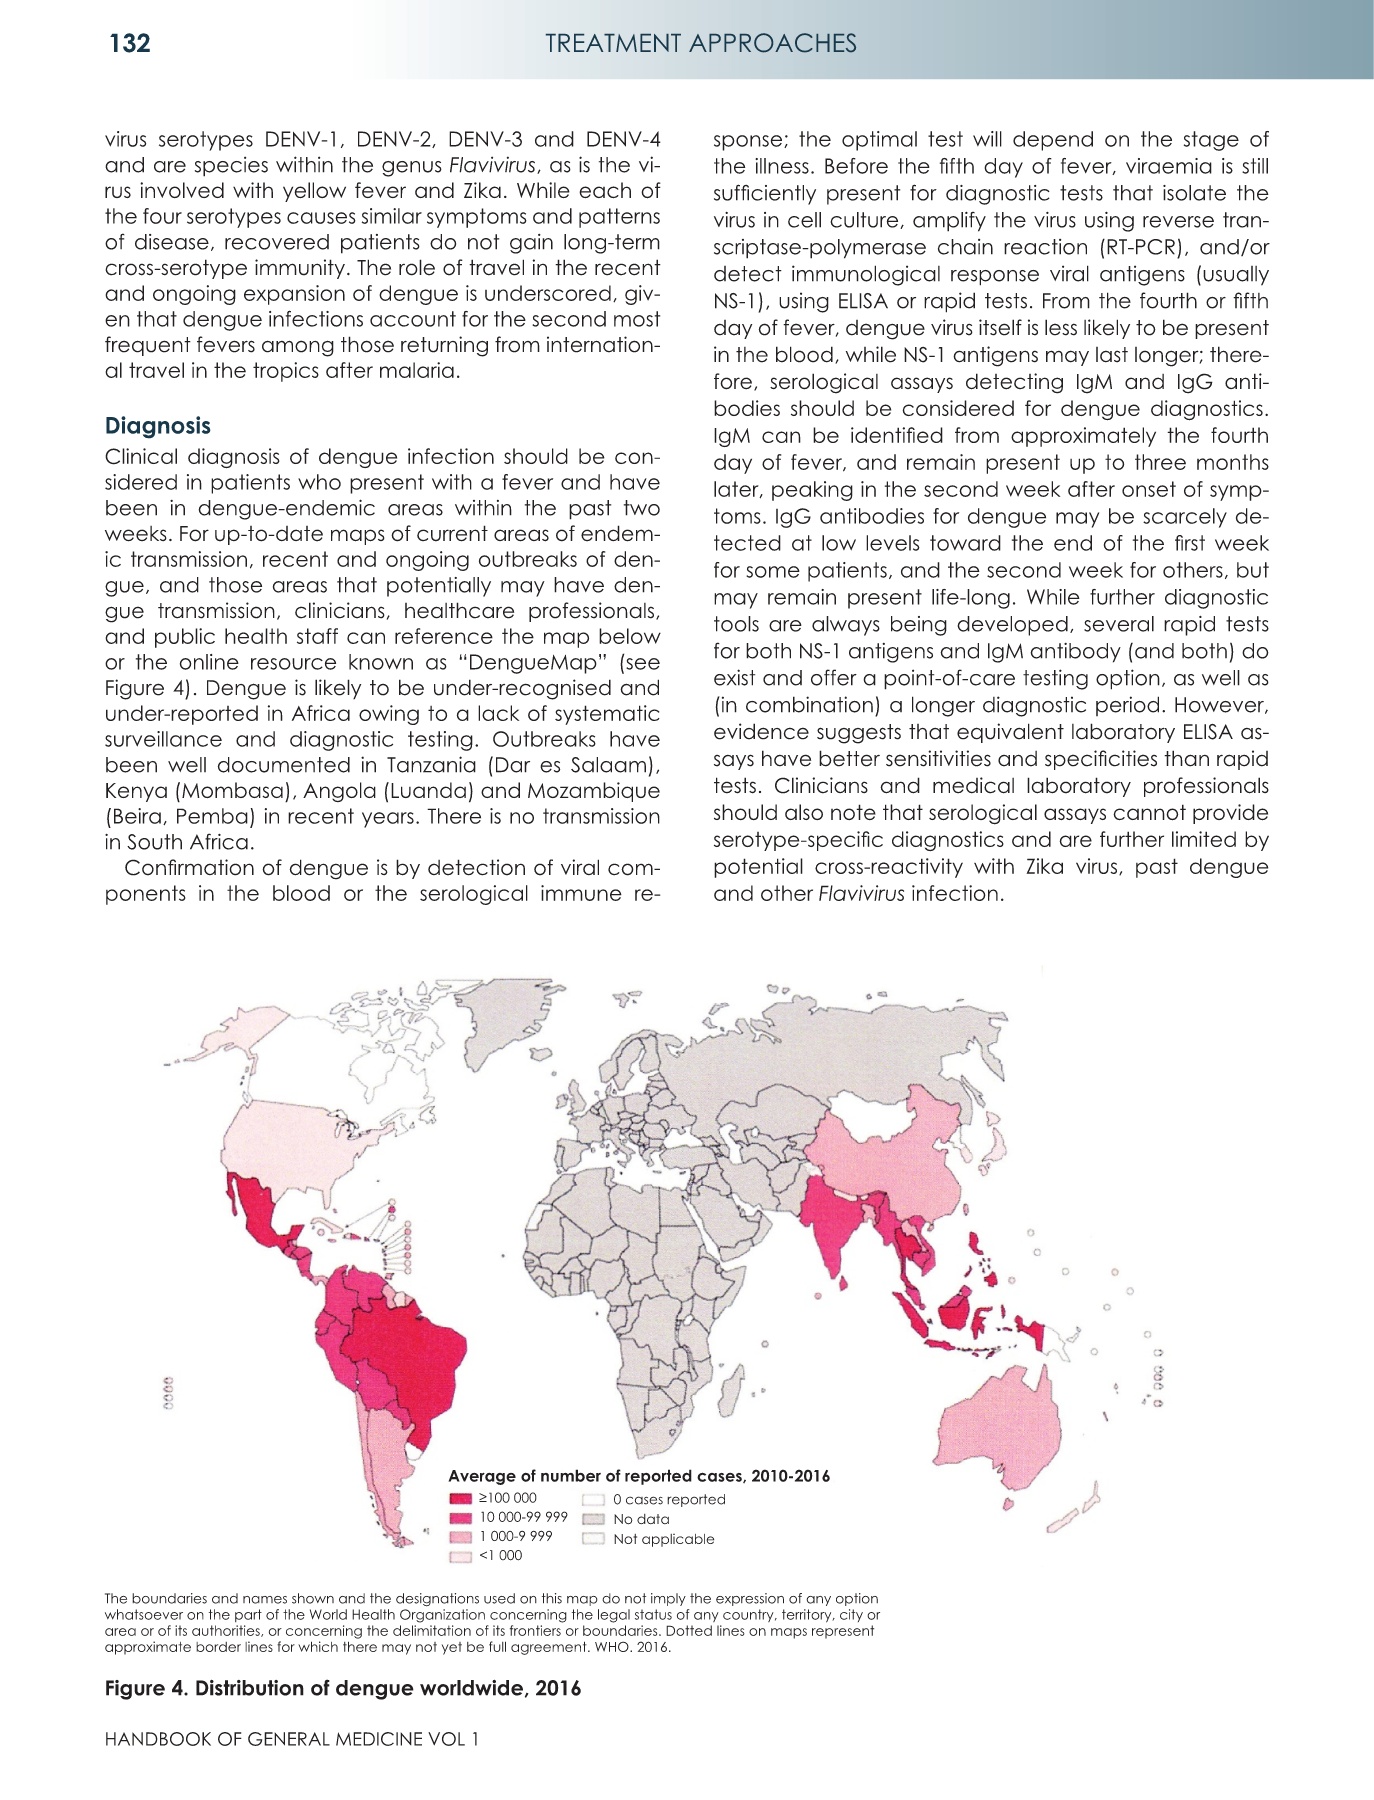 132
TREATMENT APPROACHES
virus serotypes DENV-1, DENV-2, DENV-3 and DENV-4
and are species within the genus Flavivirus, as is the vi-
rus involved with yellow fever and Zika. While each of
the four serotypes causes similar symptoms and patterns
of disease, recovered patients do not gain long-term
cross-serotype immunity. The role of travel in the recent
and ongoing expansion of dengue is underscored, giv-
en that dengue infections account for the second most
frequent fevers among those returning from internation-
al travel in the tropics after malaria.
Diagnosis
Clinical diagnosis of dengue infection should be con-
sidered in patients who present with a fever and have
been in dengue-endemic areas within the past two
weeks. For up-to-date maps of current areas of endem-
ic transmission, recent and ongoing outbreaks of den-
gue, and those areas that potentially may have den-
gue transmission, clinicians, healthcare professionals,
and public health staff can reference the map below
or the online resource known as “DengueMap” (see
Figure 4). Dengue is likely to be under-recognised and
under-reported in Africa owing to a lack of systematic
surveillance and diagnostic testing. Outbreaks have
been well documented in Tanzania (Dar es Salaam),
Kenya (Mombasa), Angola (Luanda) and Mozambique
(Beira, Pemba) in recent years. There is no transmission
in South Africa.
Confirmation of dengue is by detection of viral com-
ponents in the blood or the serological immune re-
sponse; the optimal test will depend on the stage of
the illness. Before the fifth day of fever, viraemia is still
sufficiently present for diagnostic tests that isolate the
virus in cell culture, amplify the virus using reverse tran-
scriptase-polymerase chain reaction (RT-PCR), and/or
detect immunological response viral antigens (usually
NS-1), using ELISA or rapid tests. From the fourth or fifth
day of fever, dengue virus itself is less likely to be present
in the blood, while NS-1 antigens may last longer; there-
fore, serological assays detecting IgM and IgG anti-
bodies should be considered for dengue diagnostics.
IgM can be identified from approximately the fourth
day of fever, and remain present up to three months
later, peaking in the second week after onset of symp-
toms. IgG antibodies for dengue may be scarcely de-
tected at low levels toward the end of the first week
for some patients, and the second week for others, but
may remain present life-long. While further diagnostic
tools are always being developed, several rapid tests
for both NS-1 antigens and IgM antibody (and both) do
exist and offer a point-of-care testing option, as well as
(in combination) a longer diagnostic period. However,
evidence suggests that equivalent laboratory ELISA as-
says have better sensitivities and specificities than rapid
tests. Clinicians and medical laboratory professionals
should also note that serological assays cannot provide
serotype-specific diagnostics and are further limited by
potential cross-reactivity with Zika virus, past dengue
and other Flavivirus infection.
Average of number of reported cases, 2010-2016
≥100 000
10 000-99 999
1 000-9 999
<1 000
0 cases reported
No data
Not applicable
The boundaries and names shown and the designations used on this map do not imply the expression of any option
whatsoever on the part of the World Health Organization concerning the legal status of any country, territory, city or
area or of its authorities, or concerning the delimitation of its frontiers or boundaries. Dotted lines on maps represent
approximate border lines for which there may not yet be full agreement. WHO. 2016.
Figure 4. Distribution of dengue worldwide, 2016
HANDBOOK OF GENERAL MEDICINE VOL 1